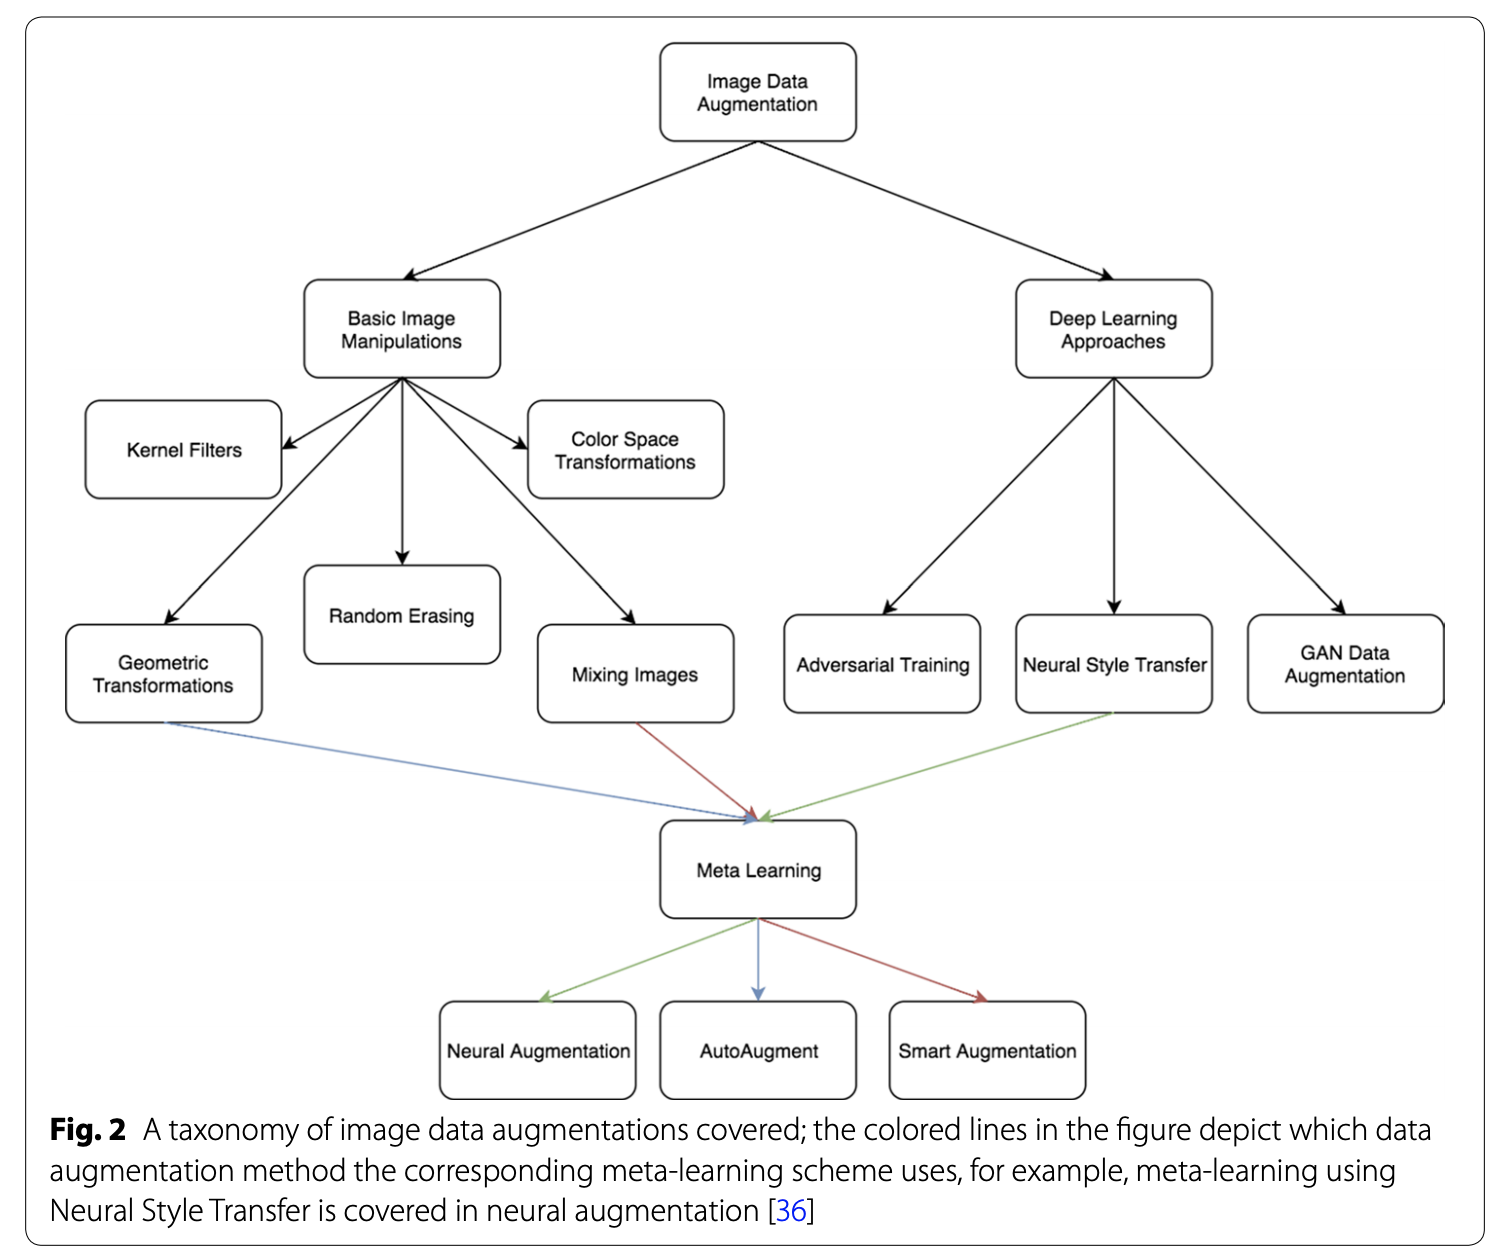 Image Data
Augmentation
Basic Image
Manipulations
Deep Learning
Approaches
Kernel Filters
Color Space
Transformations
Geometric
Transformations
Random Erasing
Mixing Images
Adversarial Training
Neural Style Transfer
GAN Data
Augmentation
Meta Learning
Neural Augmentation
AutoAugment
Smart Augmentation
Fig. 2 A taxonomy of image data augmentations covered; the colored lines in the figure depict which data
augmentation method the corresponding meta-learning scheme uses, for example, meta-learning using
Neural Style Transfer is covered in neural augmentation [36]